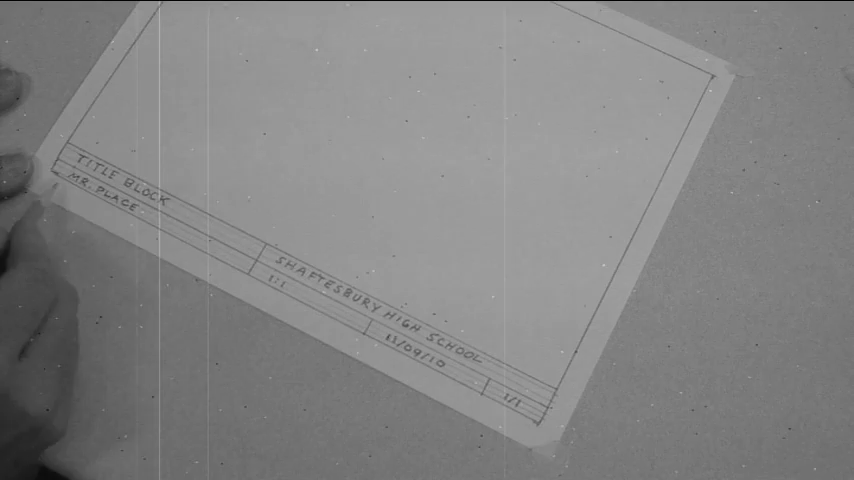 TITLE BLOCK
SHAFTESBURY HIGH SCHOOL
MR. PLACE
1:1
11/09/10
1/1